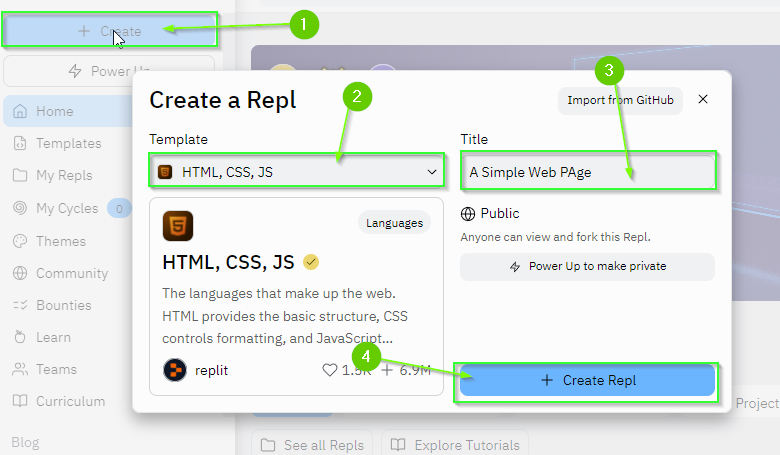 Create
1
Power Up
Home
Templates
My Repls
My Cycles 0
Themes
Community
Bounties
Learn
Teams
Curriculum
Blog
Create a Repl
2
Import from GitHub
3
Template
HTML, CSS, JS
Languages
HTML, CSS, JS
The languages that make up the web.
HTML provides the basic structure, CSS
controls formatting, and JavaScript...
replit
6.9M
Title
A Simple Web PAge
Public
Anyone can view and fork this Repl.
Power Up to make private
4
Create Repl
Project
See all Repls
Explore Tutorials